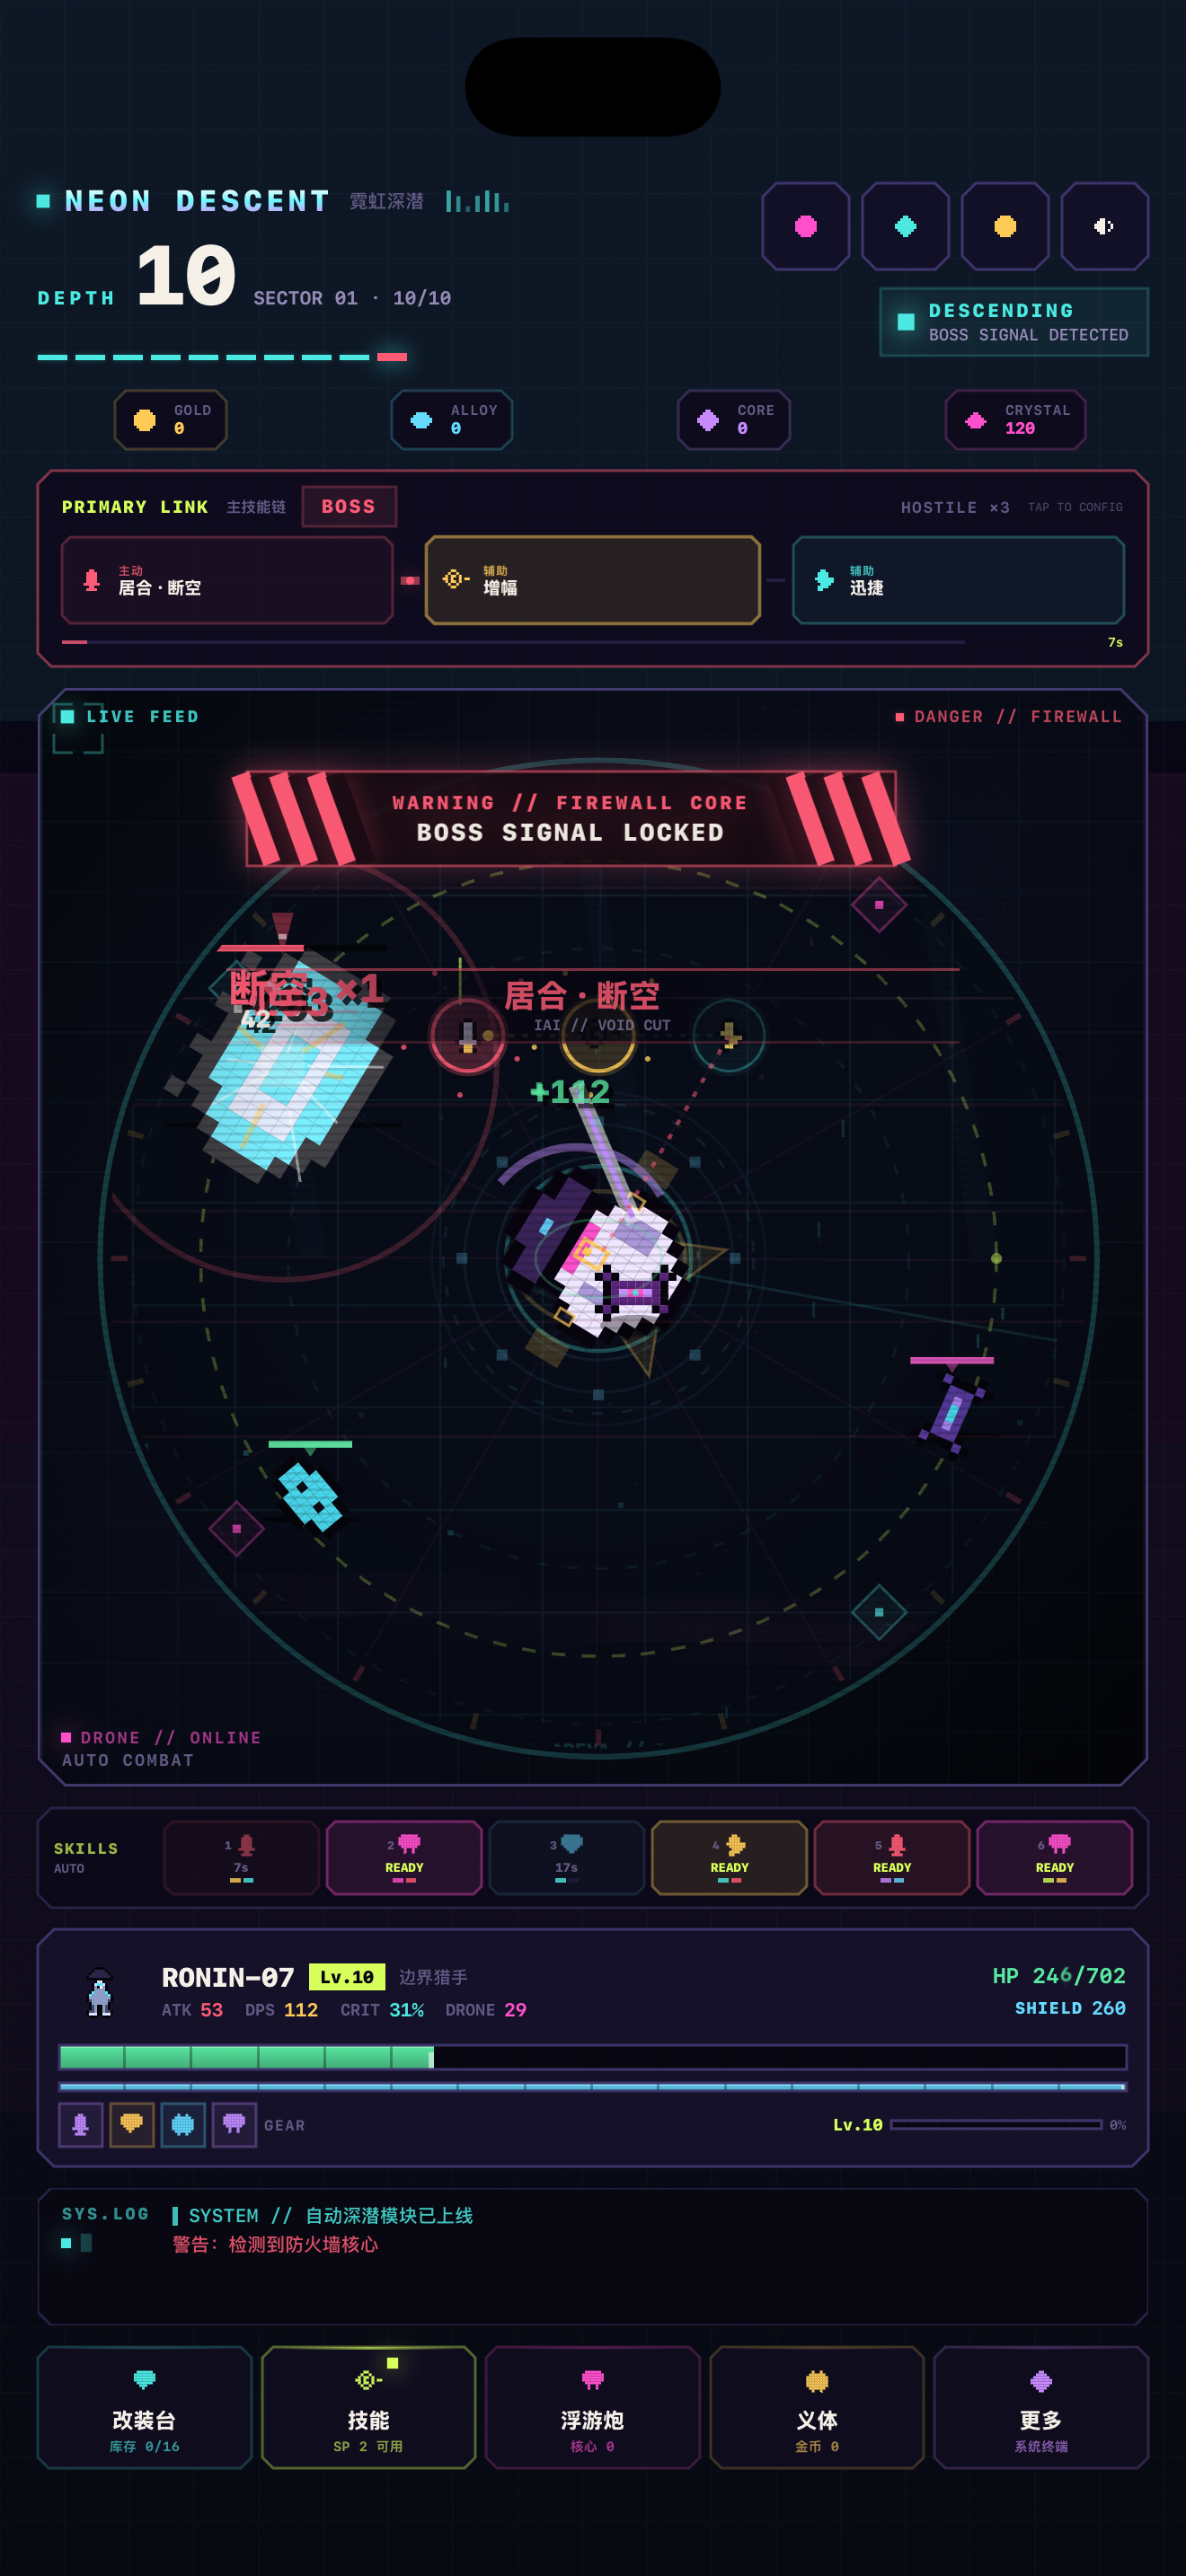 NEON DESCENT 霓虹深潜
DEPTH 10 SECTOR 01 · 10/10
DESCENDING
BOSS SIGNAL DETECTED
GOLD
0
ALLOY
0
CORE
0
CRYSTAL
120
PRIMARY LINK 主技能链 BOSS
HOSTILE ×3 TAP TO CONFIG
主动
居合·断空
辅助
增幅
辅助
迅捷
7s
LIVE FEED
DANGER // FIREWALL
WARNING // FIREWALL CORE
BOSS SIGNAL LOCKED
断空 ×1
42
居合·断空
IAI // VOID CUT
+112
DRONE // ONLINE
AUTO COMBAT
SKILLS
AUTO
1
7s
2
READY
3
17s
4
READY
5
READY
6
READY
RONIN-07 Lv.10 边界猎手
HP 246/702
ATK 53 DPS 112 CRIT 31% DRONE 29
SHIELD 260
GEAR
Lv.10 0%
SYS.LOG
SYSTEM // 自动深潜模块已上线
警告：检测到防火墙核心
改装台
库存 0/16
技能
SP 2 可用
浮游炮
核心 0
义体
金币 0
更多
系统终端